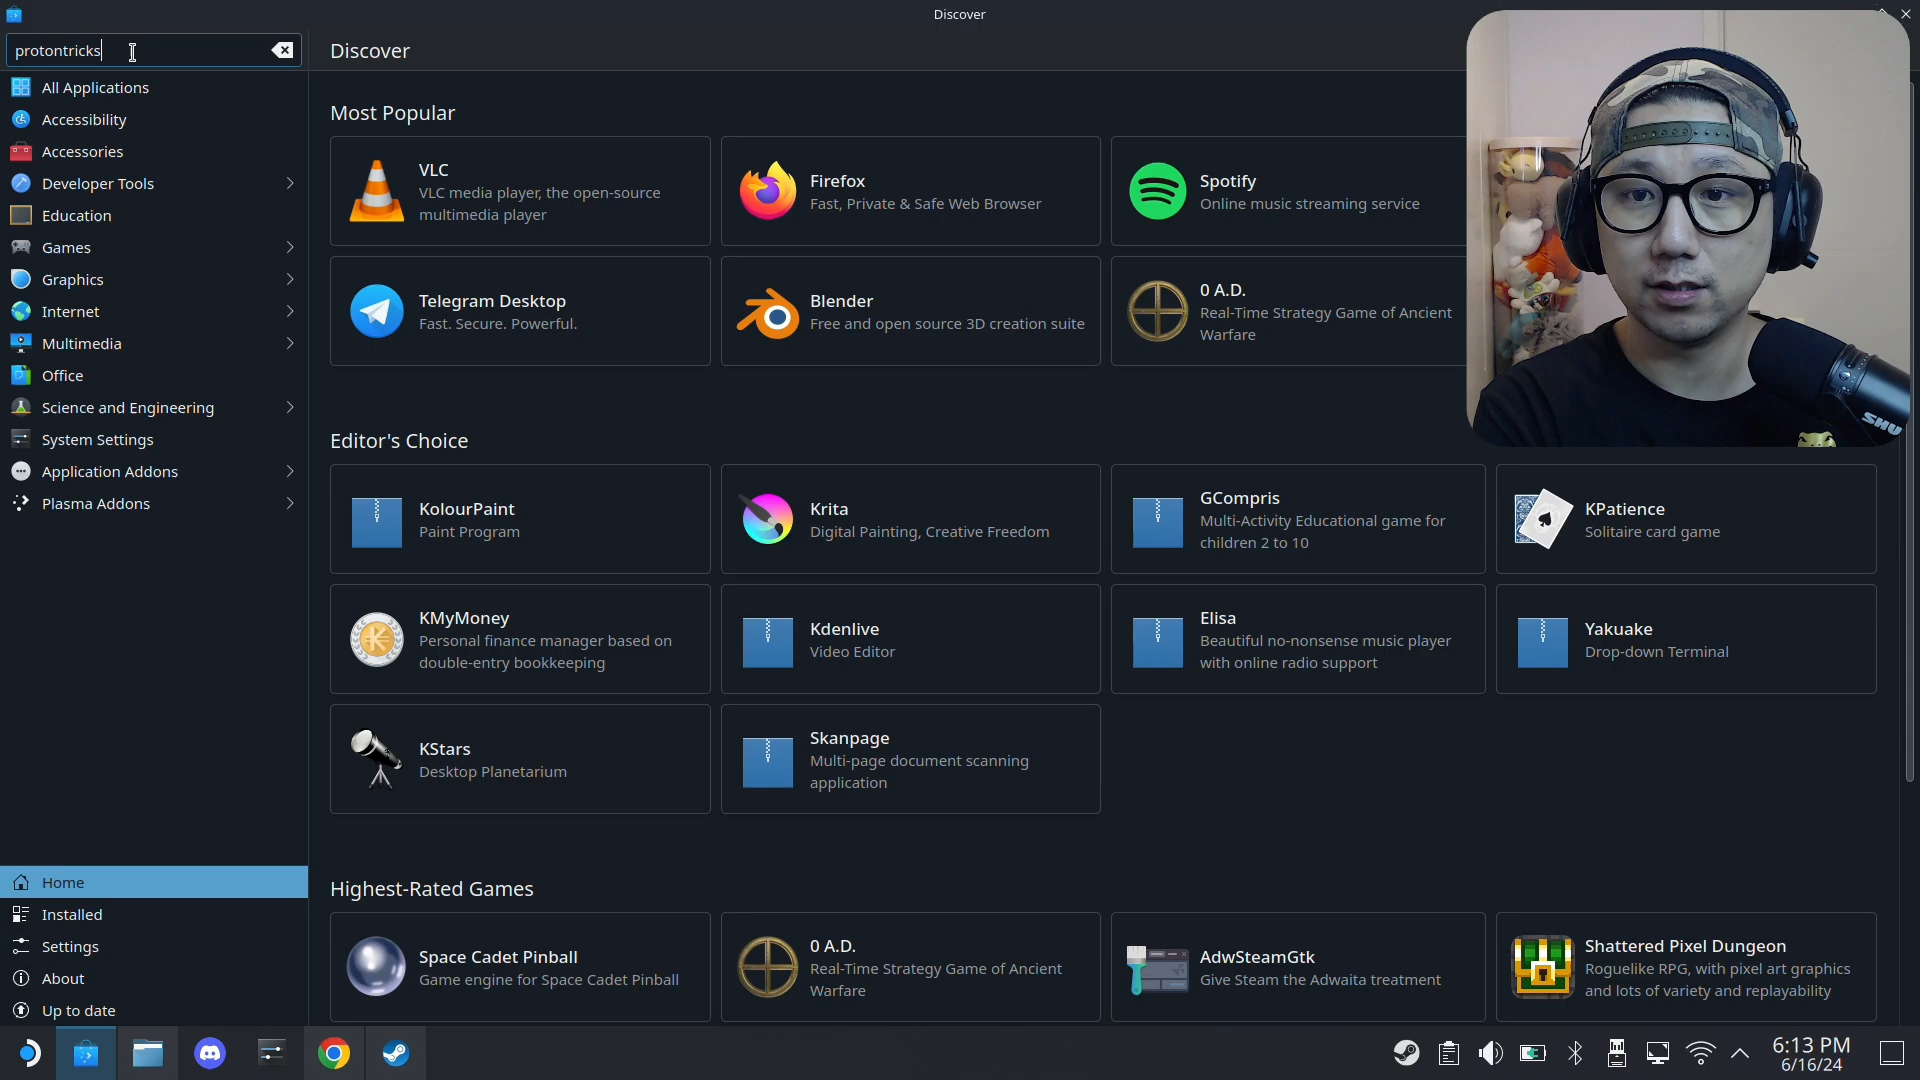 Discover
protontricks
Discover
All Applications
Accessibility
Accessories
Developer Tools
Education
Games
Graphics
Internet
Multimedia
Office
Science and Engineering
System Settings
Application Addons
Plasma Addons
Home
Installed
Settings
About
Up to date
Most Popular
VLC
VLC media player, the open-source
multimedia player
Firefox
Fast, Private & Safe Web Browser
Spotify
Online music streaming service
Telegram Desktop
Fast. Secure. Powerful.
Blender
Free and open source 3D creation suite
0 A.D.
Real-Time Strategy Game of Ancient
Warfare
Editor's Choice
KolourPaint
Paint Program
Krita
Digital Painting, Creative Freedom
GCompris
Multi-Activity Educational game for
children 2 to 10
KPatience
Solitaire card game
KMyMoney
Personal finance manager based on
double-entry bookkeeping
Kdenlive
Video Editor
Elisa
Beautiful no-nonsense music player
with online radio support
Yakuake
Drop-down Terminal
KStars
Desktop Planetarium
Skanpage
Multi-page document scanning
application
Highest-Rated Games
Space Cadet Pinball
Game engine for Space Cadet Pinball
0 A.D.
Real-Time Strategy Game of Ancient
Warfare
AdwSteamGtk
Give Steam the Adwaita treatment
Shattered Pixel Dungeon
Roguelike RPG, with pixel art graphics
and lots of variety and replayability
SHU
6:13 PM
6/16/24